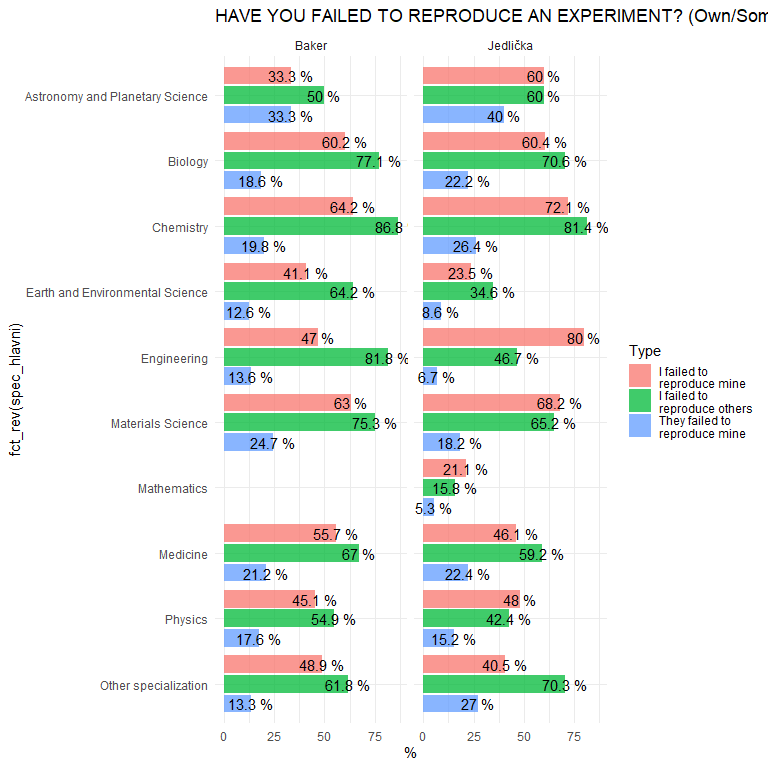 HAVE YOU FAILED TO REPRODUCE AN EXPERIMENT? (Own/Som
Baker
Jedlička
Astronomy and Planetary Science
33.3 %
50 %
33.3 %
60 %
60 %
40 %
Biology
60.2 %
77.1 %
18.6 %
60.4 %
70.6 %
22.2 %
Chemistry
64.2 %
86.8
19.8 %
72.1 %
81.4 %
26.4 %
Earth and Environmental Science
41.1 %
64.2 %
12.6 %
23.5 %
34.6 %
8.6 %
Engineering
47 %
81.8 %
13.6 %
80 %
46.7 %
6.7 %
Materials Science
63 %
75.3 %
24.7 %
68.2 %
65.2 %
18.2 %
Mathematics
21.1 %
15.8 %
5.3 %
Medicine
55.7 %
67 %
21.2 %
46.1 %
59.2 %
22.4 %
Physics
45.1 %
54.9 %
17.6 %
48 %
42.4 %
15.2 %
Other specialization
48.9 %
61.8 %
13.3 %
40.5 %
70.3 %
27 %
0 25 50 75
0 25 50 75
%
fct_rev(spec_hlavni)
Type
I failed to
reproduce mine
I failed to
reproduce others
They failed to
reproduce mine